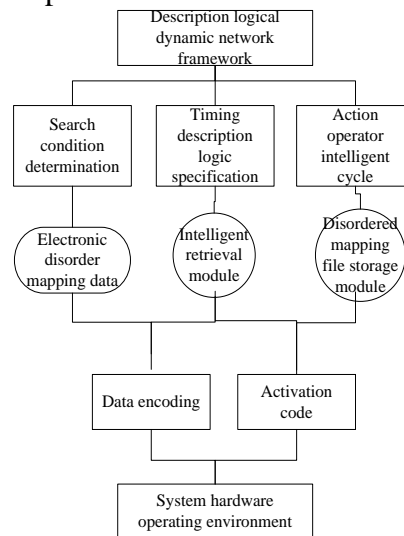 Description logical
dynamic network
framework
Search
condition
determination
Timing
description
logic
specification
Action
operator
intelligent
cycle
Electronic
disorder
mapping data
Intelligent
retrieval
module
Disordered
mapping
file storage
module
Data encoding
Activation
code
System hardware
operating environment